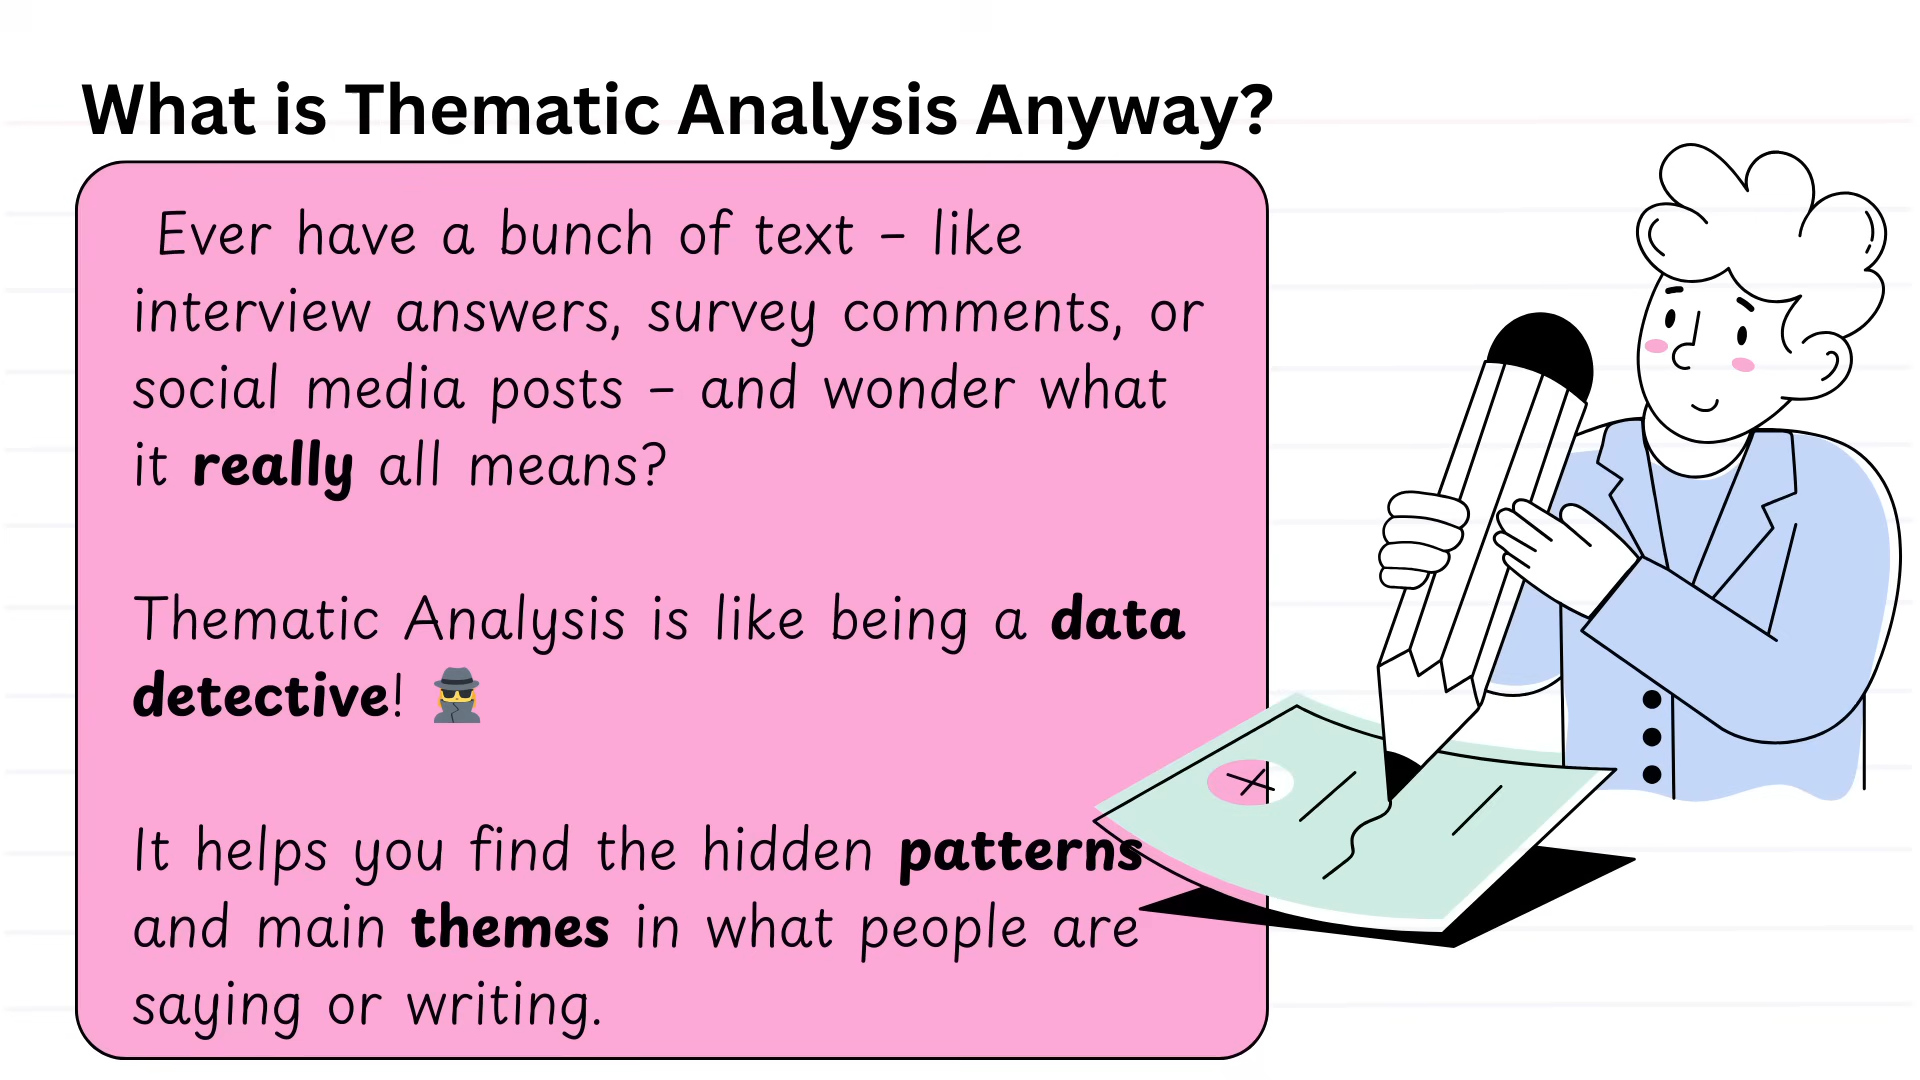 What is Thematic Analysis Anyway?
Ever have a bunch of text – like
interview answers, survey comments, or
social media posts – and wonder what
it really all means?
Thematic Analysis is like being a data
detective! 🕵️
It helps you find the hidden patterns
and main themes in what people are
saying or writing.